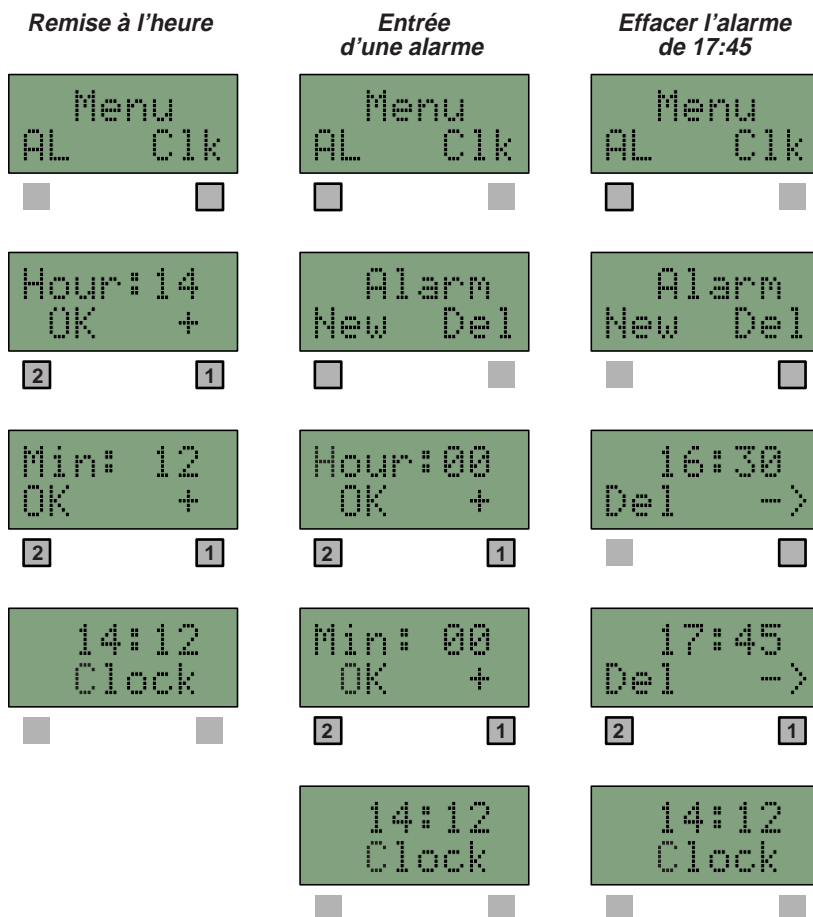 Remise à l'heure
Menu
AL Clk
Hour:14
OK +
2 1
Min: 12
OK +
2 1
14:12
Clock
Entrée
d'une alarme
Menu
AL Clk
Alarm
New Del
Hour:00
OK +
2 1
Min: 00
OK +
2 1
14:12
Clock
Effacer l'alarme
de 17:45
Menu
AL Clk
Alarm
New Del
16:30
Del ->
17:45
Del ->
2 1
14:12
Clock